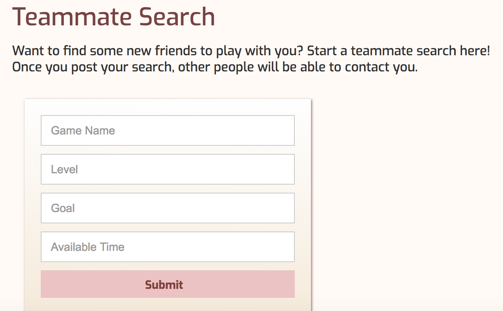 Teammate Search
Want to find some new friends to play with you? Start a teammate search here!
Once you post your search, other people will be able to contact you.
Game Name
Level
Goal
Available Time
Submit